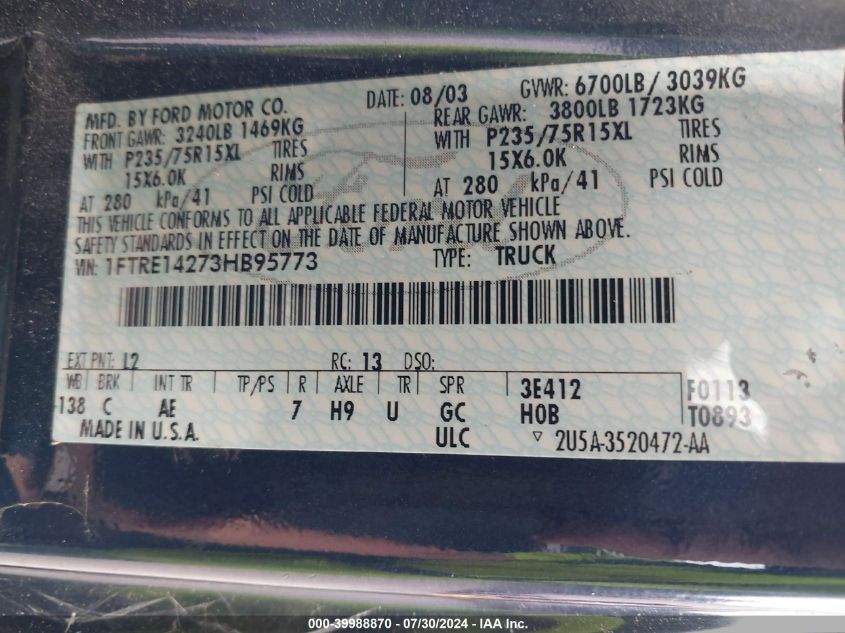 MFD. BY FORD MOTOR CO. DATE: 08/03 GVWR: 6700LB/ 3039KG
FRONT GAWR: 3240LB 1469KG REAR GAWR: 3800LB 1723KG
WITH P235/75R15XL TIRES WITH P235/75R15XL TIRES
15X6.0K RIMS 15X6.0K RIMS
AT 280 kPa/41 PSI COLD AT 280 kPa/41 PSI COLD
THIS VEHICLE CONFORMS TO ALL APPLICABLE FEDERAL MOTOR VEHICLE
SAFETY STANDARDS IN EFFECT ON THE DATE OF MANUFACTURE SHOWN ABOVE.
VIN: 1FTRE14273HB95773 TYPE: TRUCK
EXT PNT: L2 RC: 13 DSO:
WB BRK INT TR TP/PS R AXLE TR SPR 3E412 F0113
138 C AE 7 H9 U GC H0B T0893
MADE IN U.S.A. ULC ▽ 2U5A-3520472-AA
000-39988870 / 07/30/2024 - IAA Inc.